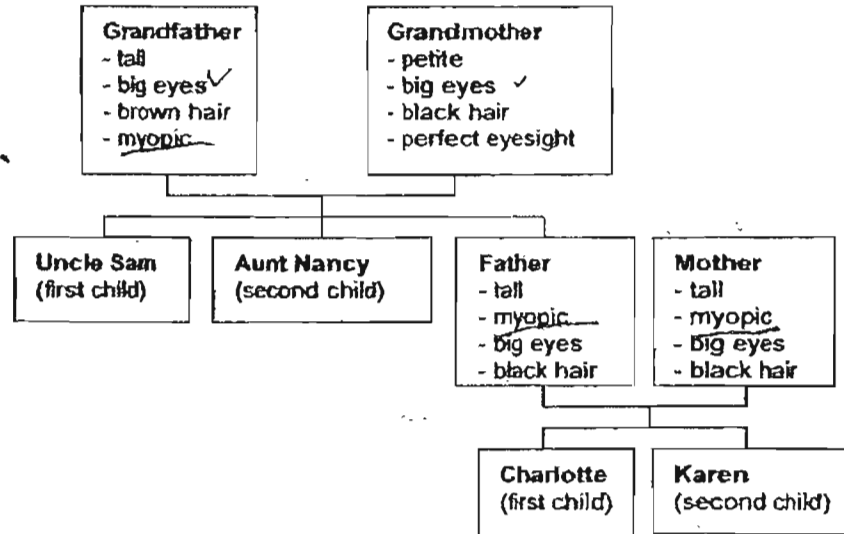 Grandfather
- tall
- big eyes ✓
- brown hair
- myopic
Grandmother
- petite
- big eyes ✓
- black hair
- perfect eyesight
Uncle Sam
(first child)
Aunt Nancy
(second child)
Father
- tall
- myopic
- big eyes
- black hair
Mother
- tall
- myopic
- big eyes
- black hair
Charlotte
(first child)
Karen
(second child)